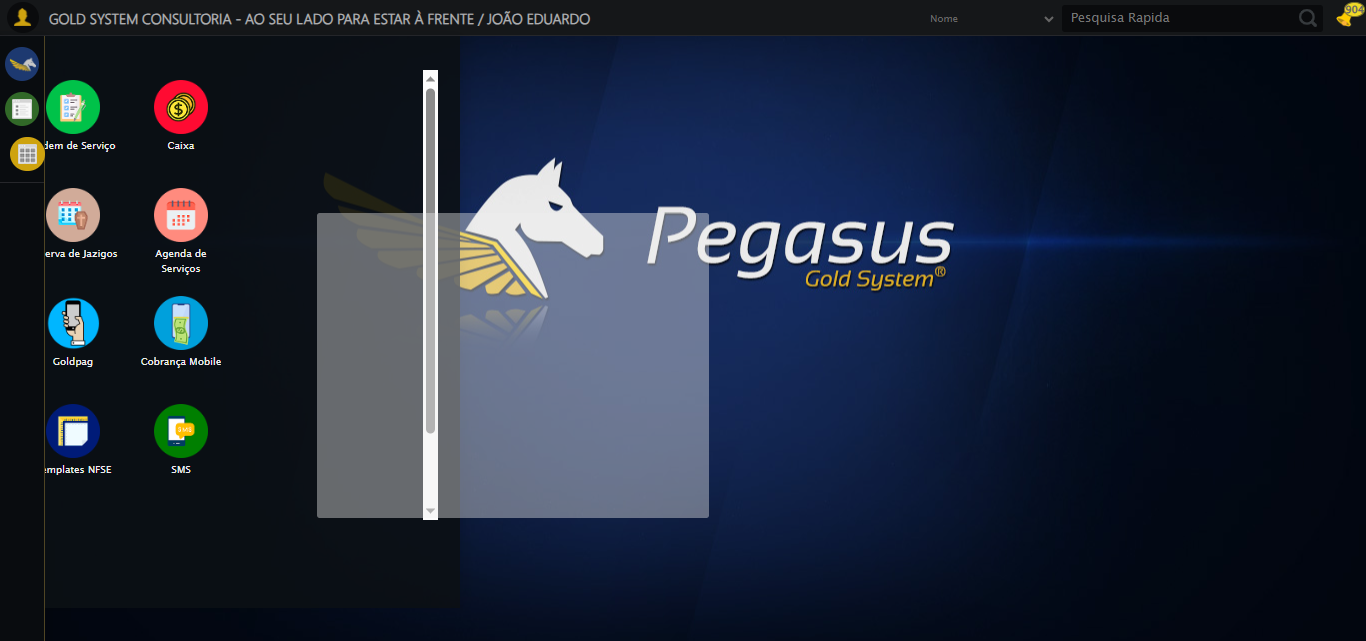 GOLD SYSTEM CONSULTORIA - AO SEU LADO PARA ESTAR À FRENTE / JOÃO EDUARDO
Nome
Pesquisa Rapida
904
dem de Serviço
Caixa
erva de Jazigos
Agenda de
Serviços
Pegasus
Gold System®
Goldpag
Cobrança Mobile
emplates NFSE
SMS
SMS